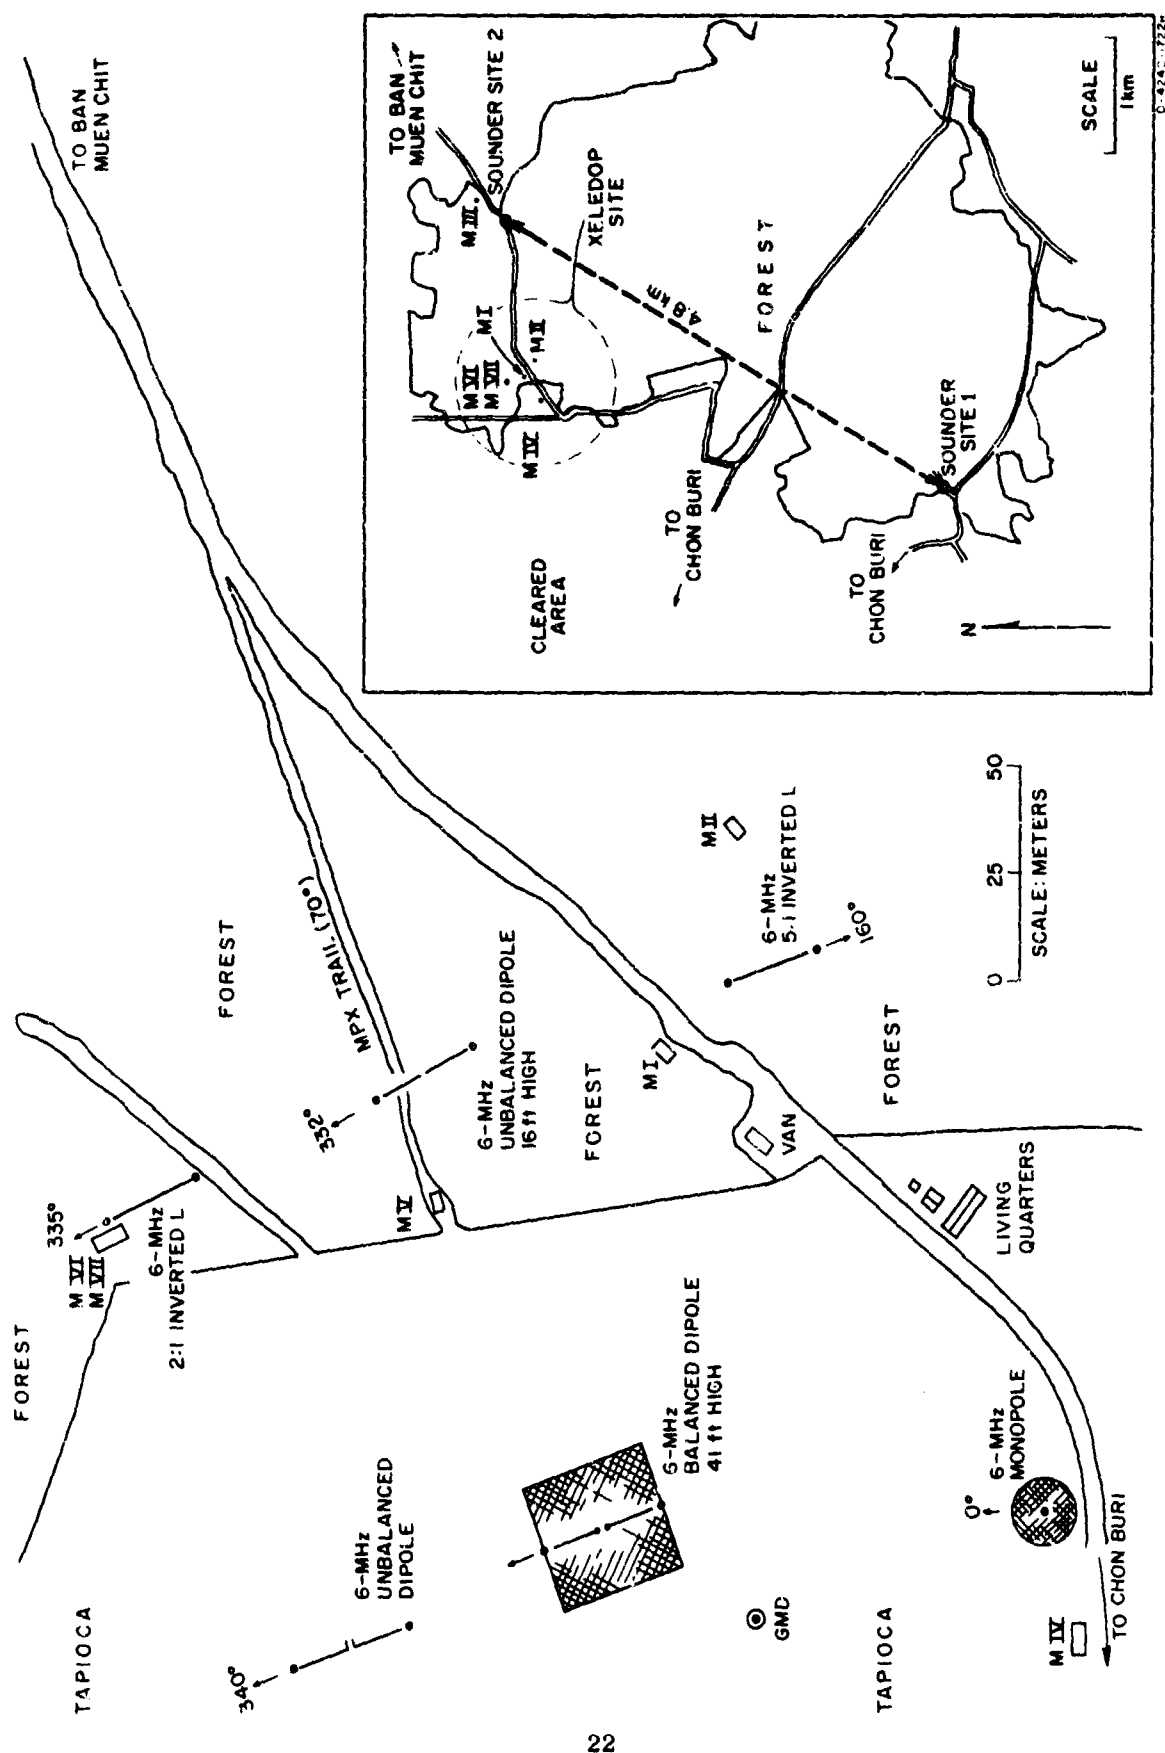 TO BAN
MUEN CHIT
FOREST
M VI
M VII
335°
6-MHz
2:1 INVERTED L
FOREST
MPX TRAIL (70°)
332°
6-MHz
UNBALANCED DIPOLE
16 ft HIGH
M V
FOREST
M I
VAN
M II
6-MHz
5:1 INVERTED L
160°
FOREST
LIVING
QUARTERS
0 25 50
SCALE: METERS
TAPIOCA
340°
6-MHz
UNBALANCED
DIPOLE
6-MHz
BALANCED DIPOLE
41 ft HIGH
GMD
TAPIOCA
0°
6-MHz
MONOPOLE
M IV
TO CHON BURI
TO BAN
MUEN CHIT
SOUNDER SITE 2
M III
XELEDOP
SITE
M I
M II
M VI
M VII
M IV
4.8 km
FOREST
CLEARED
AREA
TO
CHON BURI
TO
CHON BURI
SOUNDER
SITE 1
N
SCALE
1 km
22